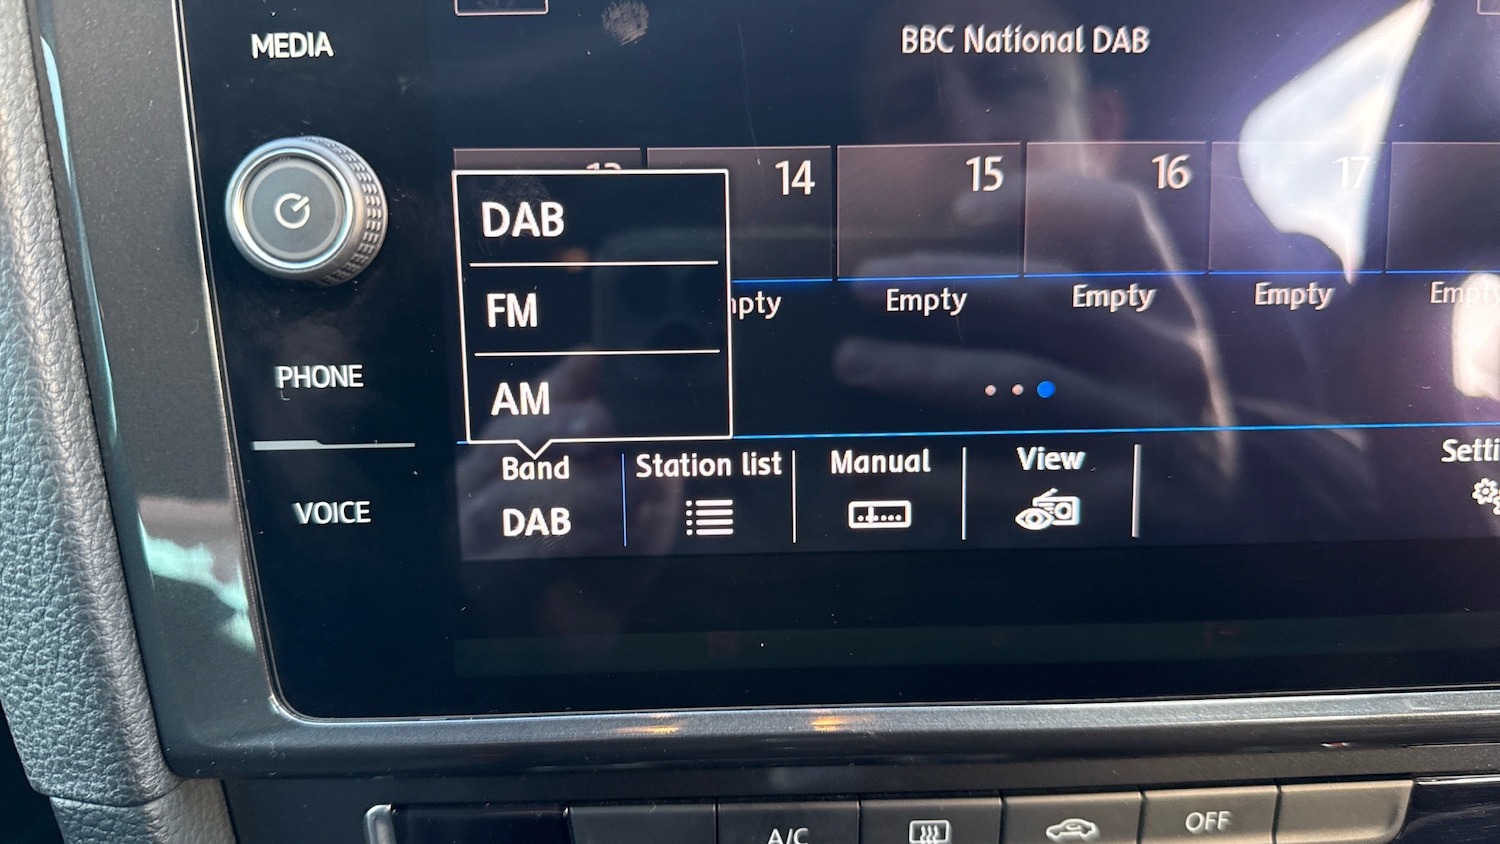 MEDIA
BBC National DAB
13 14 15 16 17
DAB
FM
AM
Empty Empty Empty
PHONE
Band Station list Manual View
DAB
VOICE
A/C OFF